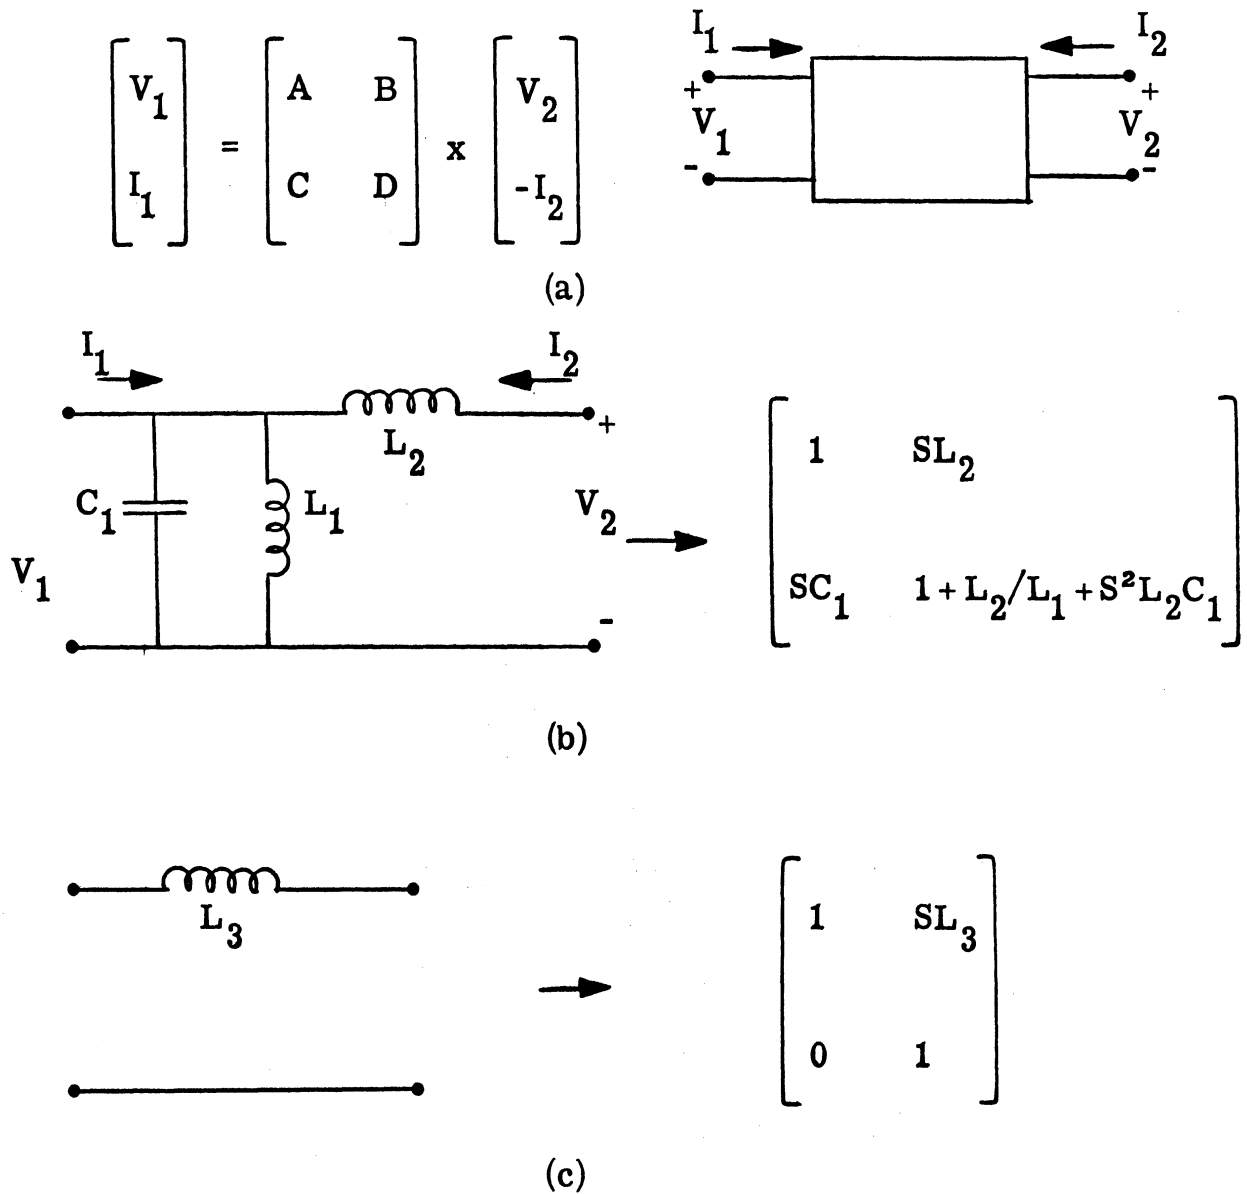 V1 = A B x V2
I1 C D -I2
I1 I2
+ +
V1 V2
- -
(a)
I1 I2
L2 +
C1 L1 V2
V1
-
1 SL2
SC1 1 + L2/L1 + S²L2C1
(b)
L3
1 SL3
0 1
(c)